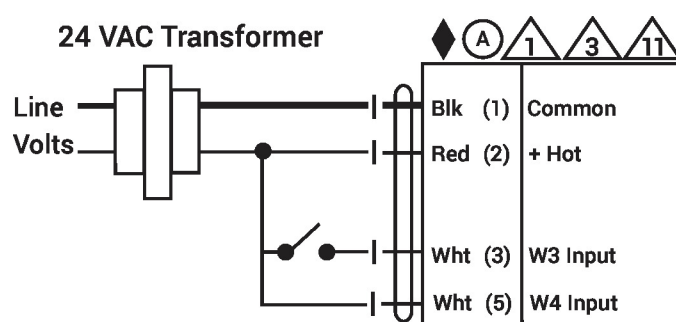 24 VAC Transformer
A 1 3 11
Line
Volts
Blk (1) Common
Red (2) + Hot
Wht (3) W3 Input
Wht (5) W4 Input